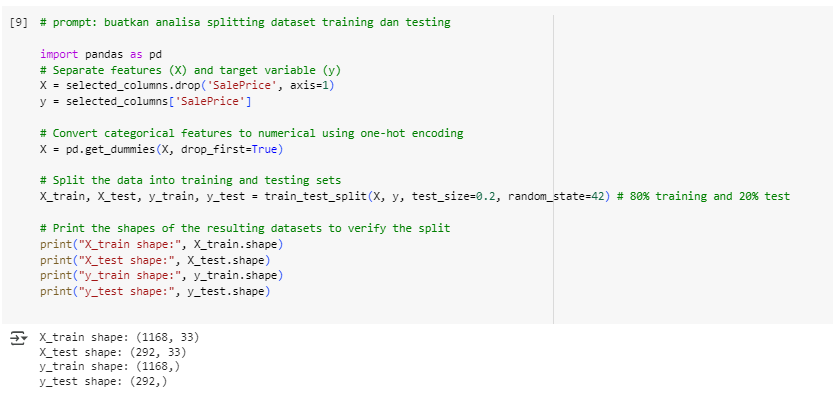 [9] # prompt: buatkan analisa splitting dataset training dan testing
import pandas as pd
# Separate features (X) and target variable (y)
X = selected_columns.drop('SalePrice', axis=1)
y = selected_columns['SalePrice']
# Convert categorical features to numerical using one-hot encoding
X = pd.get_dummies(X, drop_first=True)
# Split the data into training and testing sets
X_train, X_test, y_train, y_test = train_test_split(X, y, test_size=0.2, random_state=42) # 80% training and 20% test
# Print the shapes of the resulting datasets to verify the split
print("X_train shape:", X_train.shape)
print("X_test shape:", X_test.shape)
print("y_train shape:", y_train.shape)
print("y_test shape:", y_test.shape)
X_train shape: (1168, 33)
X_test shape: (292, 33)
y_train shape: (1168,)
y_test shape: (292,)